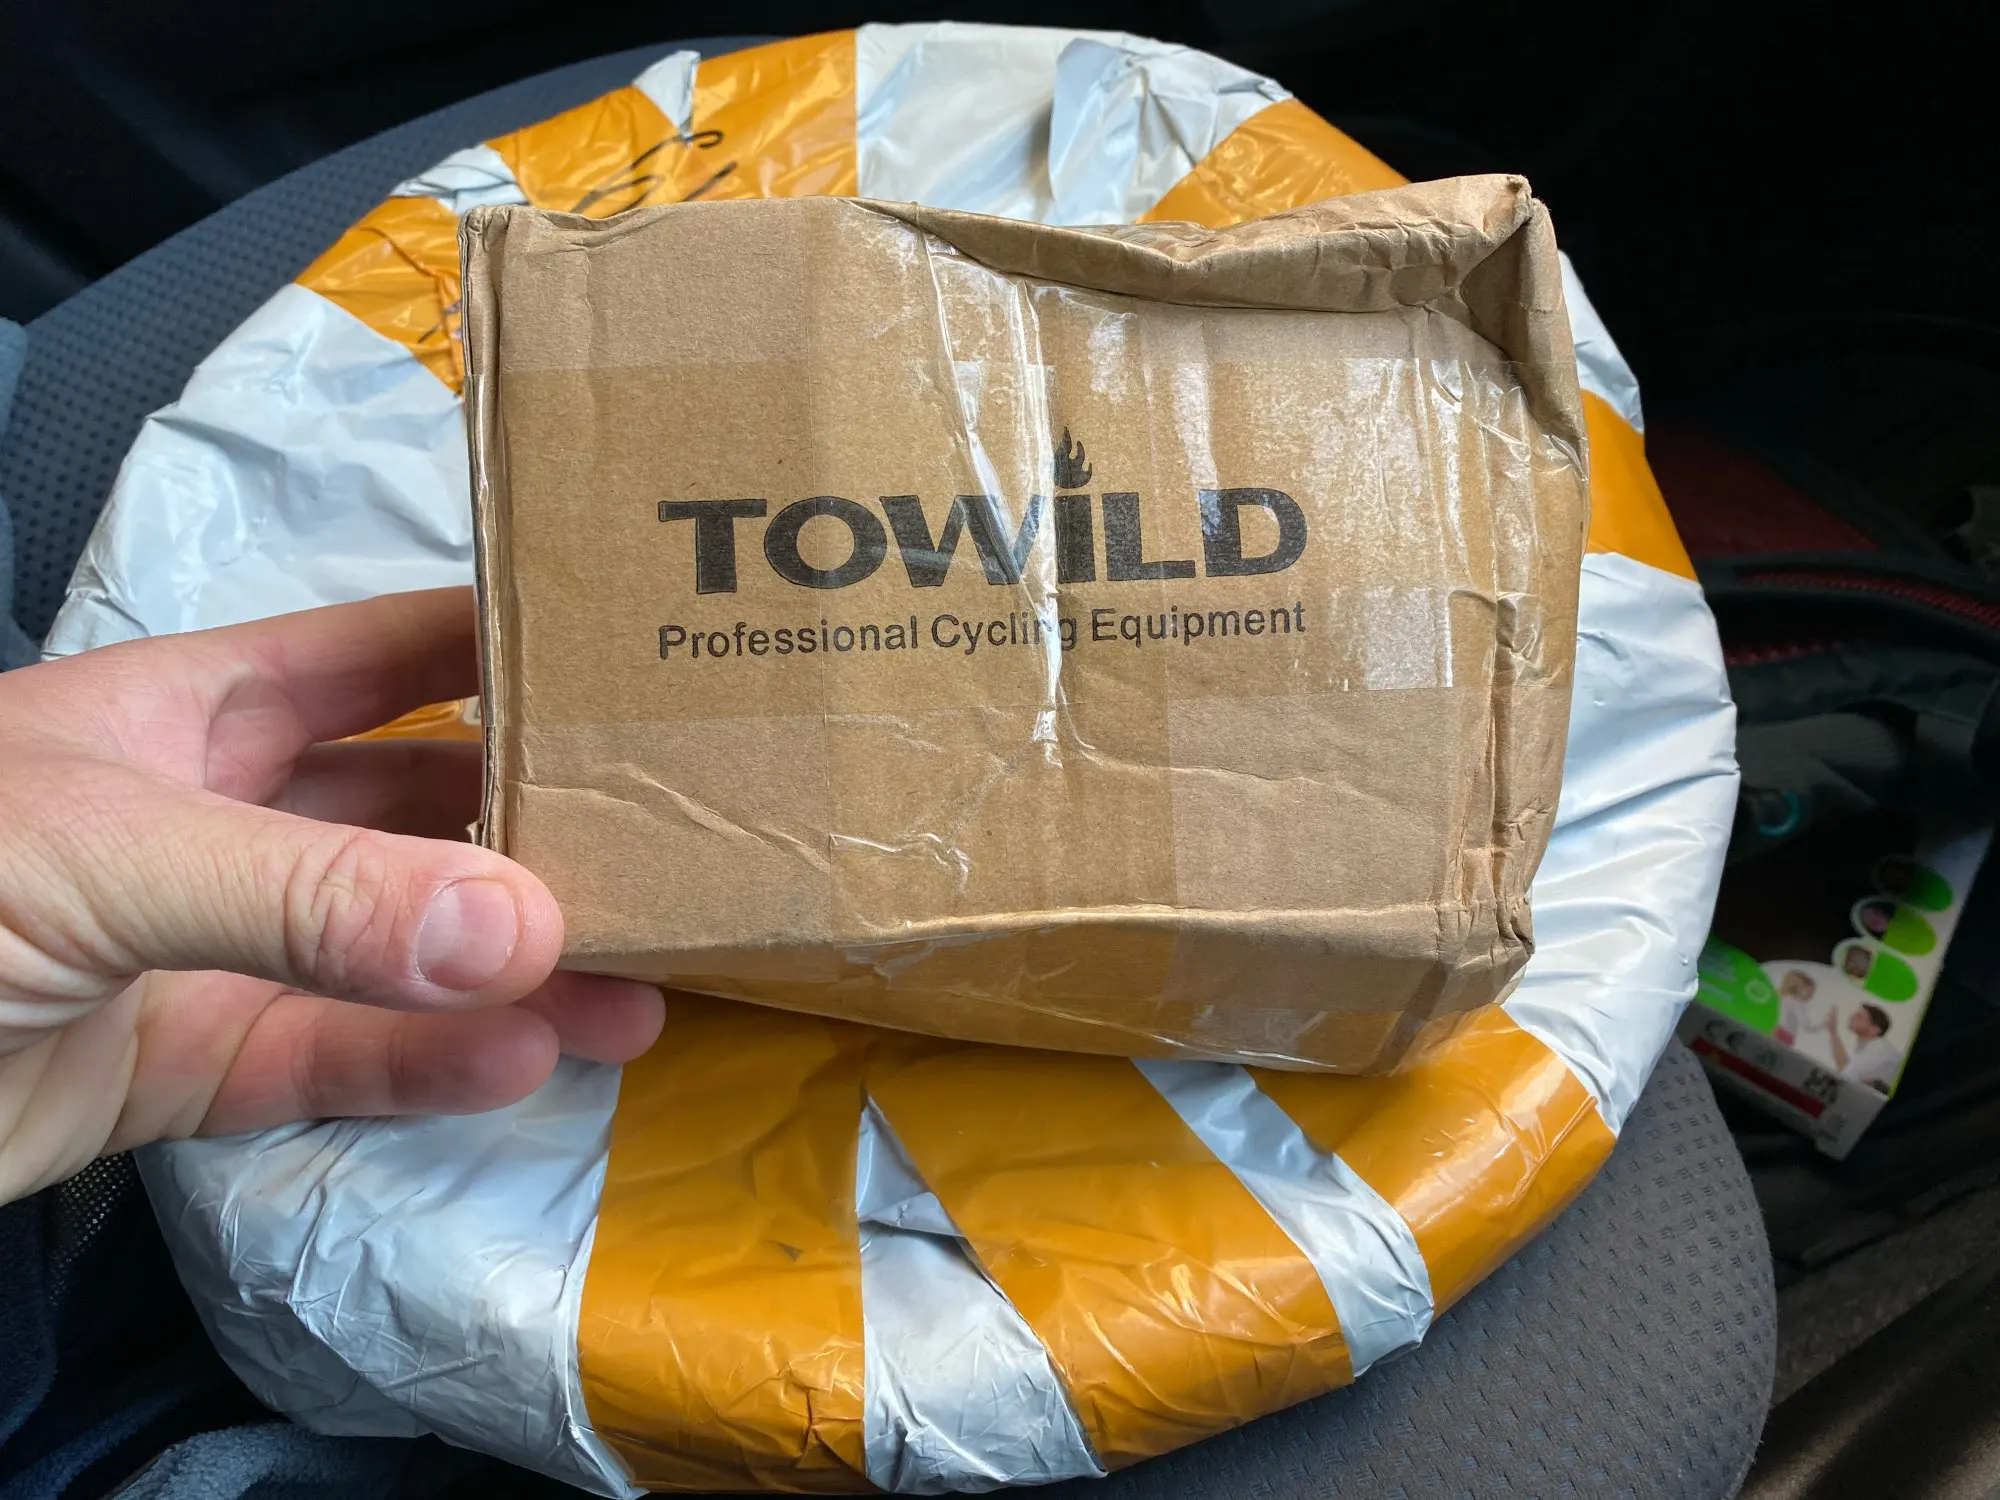 TOWiLD
Professional Cycling Equipment